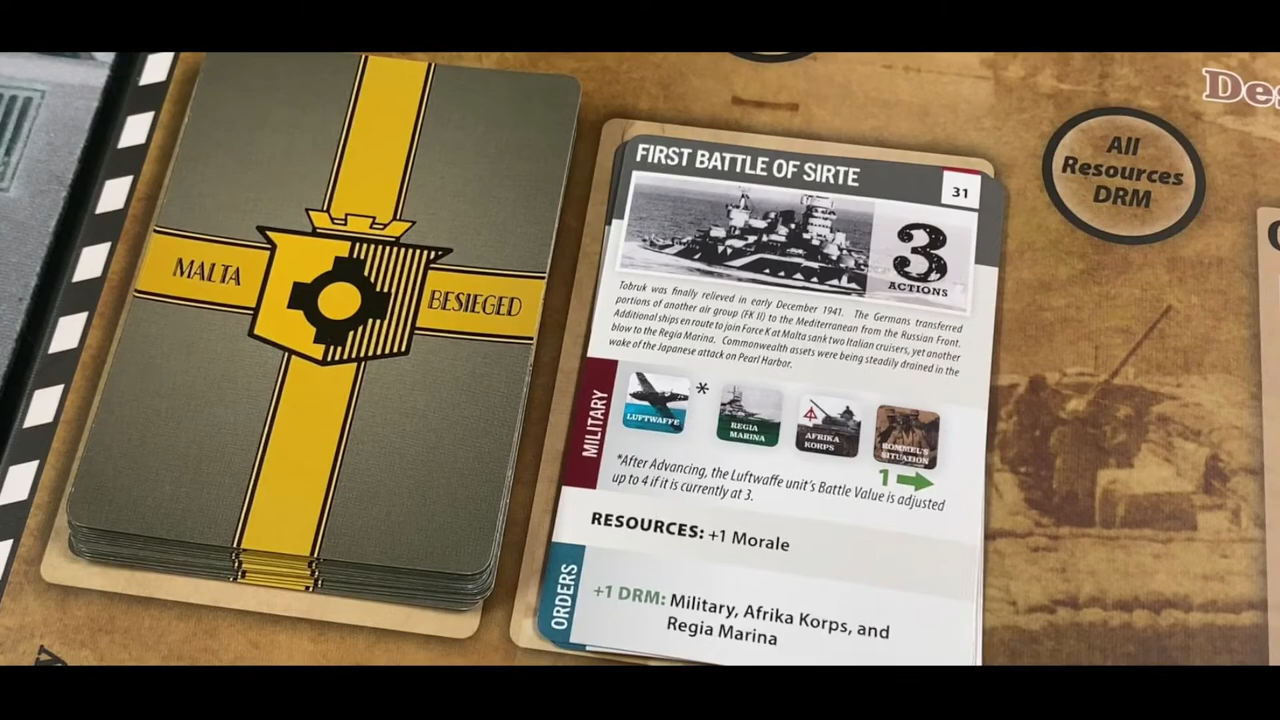 MALTA
BESIEGED
FIRST BATTLE OF SIRTE
31
3
ACTIONS
Tobruk was finally relieved in early December 1941. The Germans transferred
portions of another air group (FK II) to the Mediterranean from the Russian Front.
Additional ships en route to join Force K at Malta sank two Italian cruisers, yet another
blow to the Regia Marina. Commonwealth assets were being steadily drained in the
wake of the Japanese attack on Pearl Harbor.
MILITARY
LUFTWAFFE
*
REGIA
MARINA
AFRIKA
KORPS
ROMMEL'S
SITUATION
1
*After Advancing, the Luftwaffe unit's Battle Value is adjusted
up to 4 if it is currently at 3.
RESOURCES: +1 Morale
ORDERS
+1 DRM: Military, Afrika Korps, and
Regia Marina
All
Resources
DRM